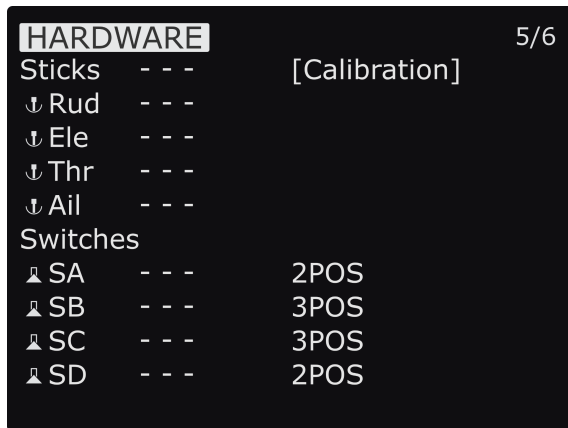 HARDWARE 5/6
Sticks - - - [Calibration]
Rud - - -
Ele - - -
Thr - - -
Ail - - -
Switches
SA - - - 2POS
SB - - - 3POS
SC - - - 3POS
SD - - - 2POS